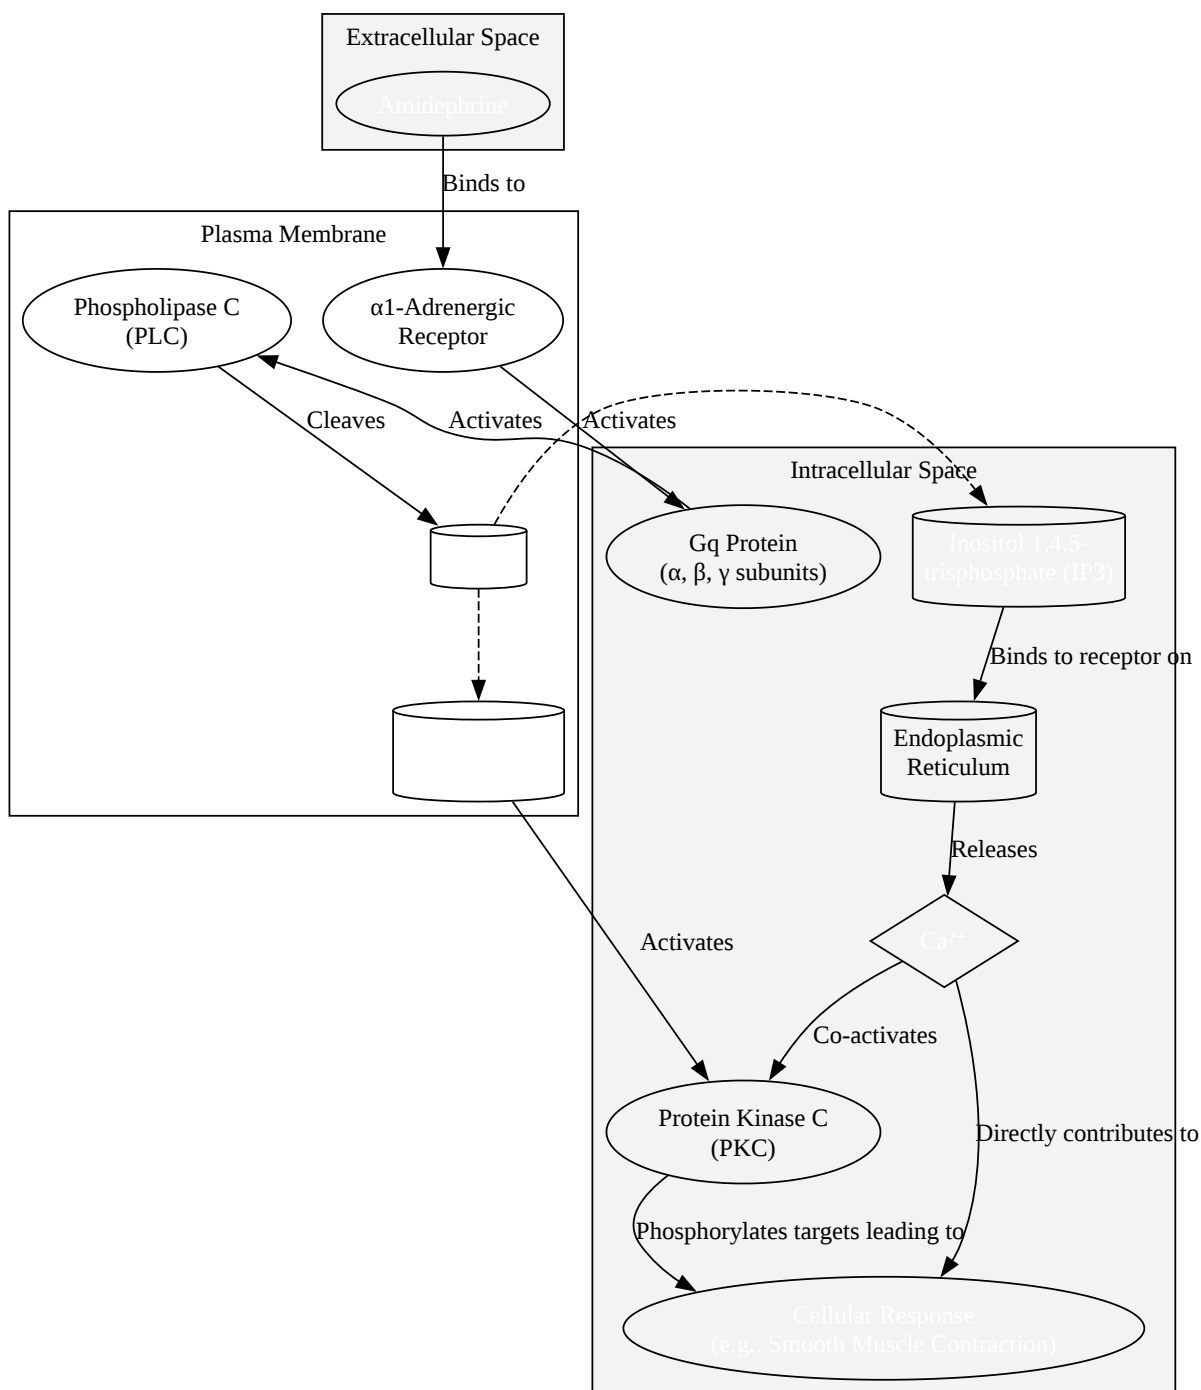 Extracellular Space
Amidephrine
Binds to
Plasma Membrane
Phospholipase C
(PLC)
α1-Adrenergic
Receptor
Cleaves
Activates
Activates
Intracellular Space
Gq Protein
(α, β, γ subunits)
Inositol 1,4,5-
trisphosphate (IP3)
Binds to receptor on
Endoplasmic
Reticulum
Releases
Ca²⁺
Activates
Co-activates
Protein Kinase C
(PKC)
Directly contributes to
Phosphorylates targets leading to
Cellular Response
(e.g., Smooth Muscle Contraction)